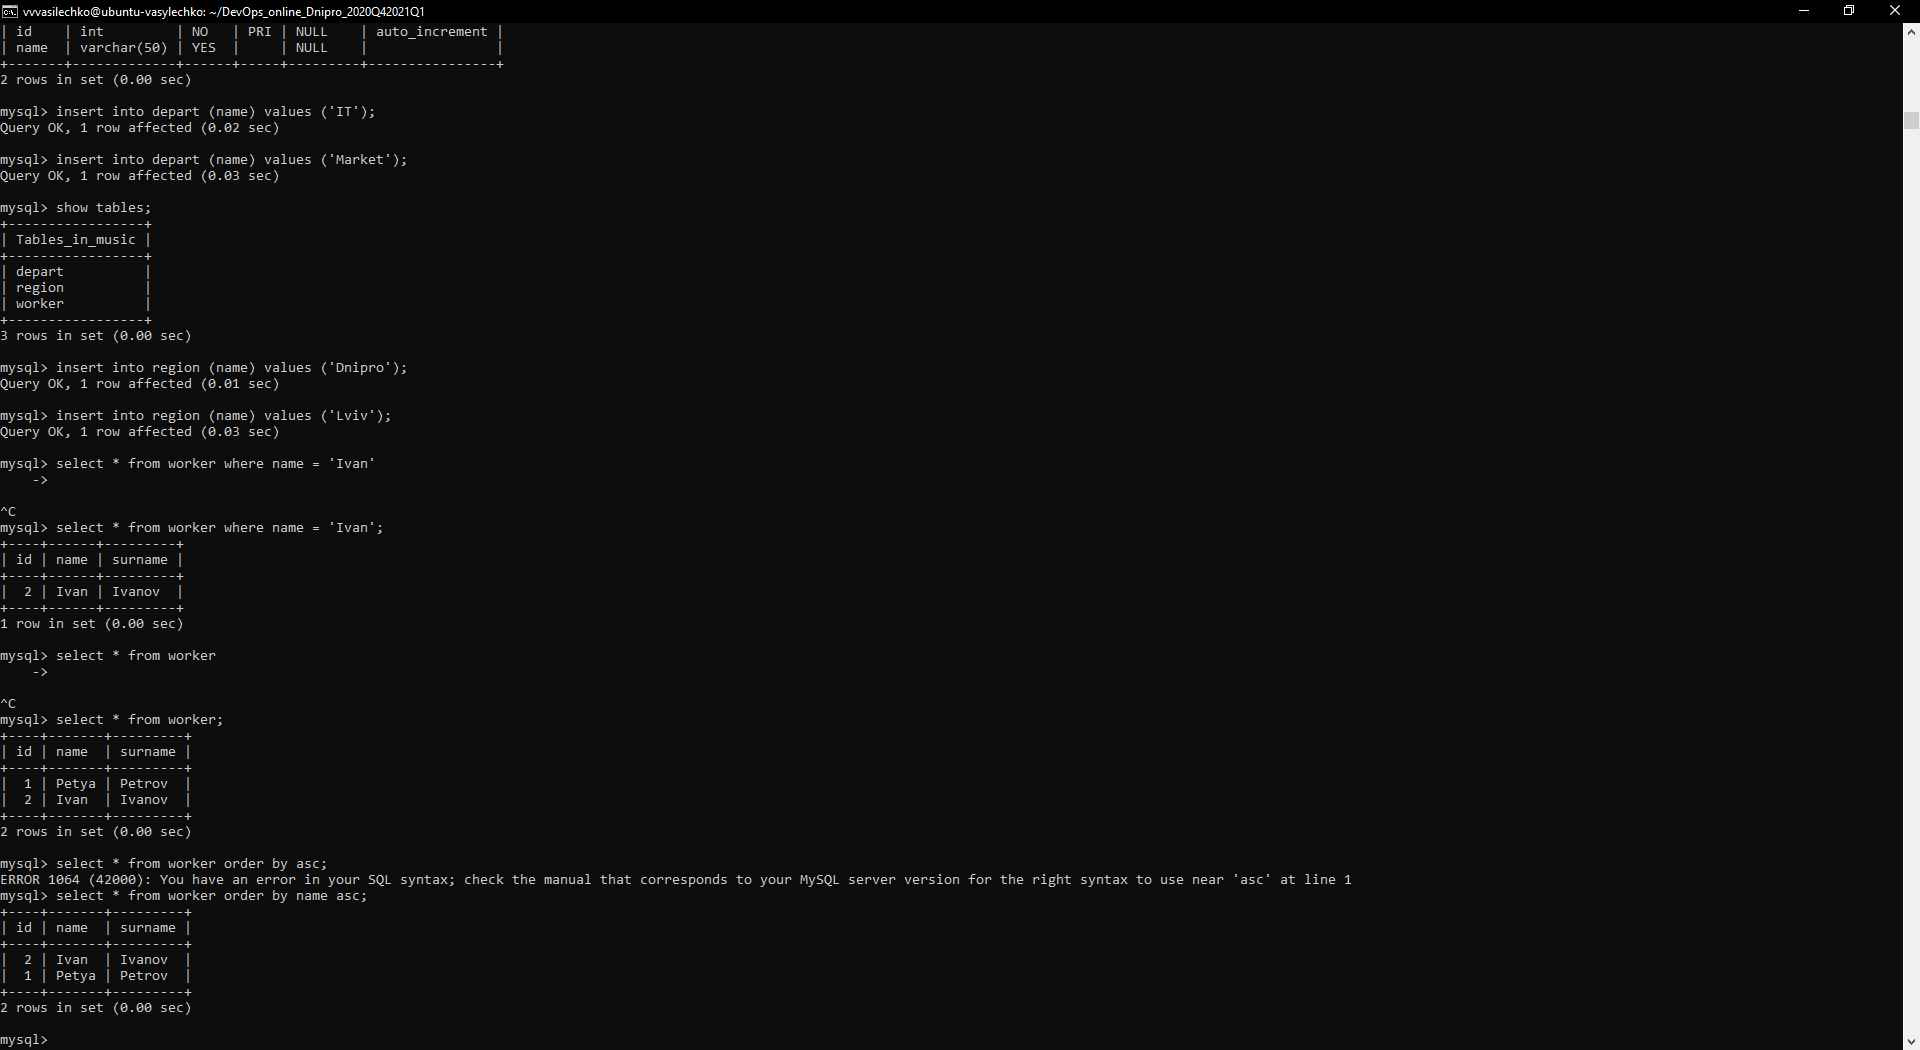 vvvasilechko@ubuntu-vasylechko: ~/DevOps_online_Dnipro_2020Q42021Q1
| id    | int         | NO   | PRI | NULL    | auto_increment |
| name  | varchar(50) | YES  |     | NULL    |                |
+-------+-------------+------+-----+---------+----------------+
2 rows in set (0.00 sec)

mysql> insert into depart (name) values ('IT');
Query OK, 1 row affected (0.02 sec)

mysql> insert into depart (name) values ('Market');
Query OK, 1 row affected (0.03 sec)

mysql> show tables;
+-----------------+
| Tables_in_music |
+-----------------+
| depart          |
| region          |
| worker          |
+-----------------+
3 rows in set (0.00 sec)

mysql> insert into region (name) values ('Dnipro');
Query OK, 1 row affected (0.01 sec)

mysql> insert into region (name) values ('Lviv');
Query OK, 1 row affected (0.03 sec)

mysql> select * from worker where name = 'Ivan'
    ->

^C
mysql> select * from worker where name = 'Ivan';
+----+------+---------+
| id | name | surname |
+----+------+---------+
|  2 | Ivan | Ivanov  |
+----+------+---------+
1 row in set (0.00 sec)

mysql> select * from worker
    ->

^C
mysql> select * from worker;
+----+-------+---------+
| id | name  | surname |
+----+-------+---------+
|  1 | Petya | Petrov  |
|  2 | Ivan  | Ivanov  |
+----+-------+---------+
2 rows in set (0.00 sec)

mysql> select * from worker order by asc;
ERROR 1064 (42000): You have an error in your SQL syntax; check the manual that corresponds to your MySQL server version for the right syntax to use near 'asc' at line 1
mysql> select * from worker order by name asc;
+----+-------+---------+
| id | name  | surname |
+----+-------+---------+
|  2 | Ivan  | Ivanov  |
|  1 | Petya | Petrov  |
+----+-------+---------+
2 rows in set (0.00 sec)

mysql>